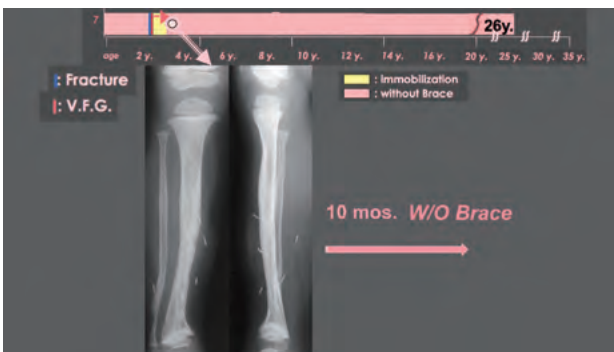 7 26y.
age 2 y. 4 y. 6 y. 8 y. 10 y. 12 y. 14 y. 16 y. 18 y. 20 y. 25 y. 30 y. 35 y.
: Fracture
: V.F.G.
: immobilization
: without Brace
10 mos. W/O Brace